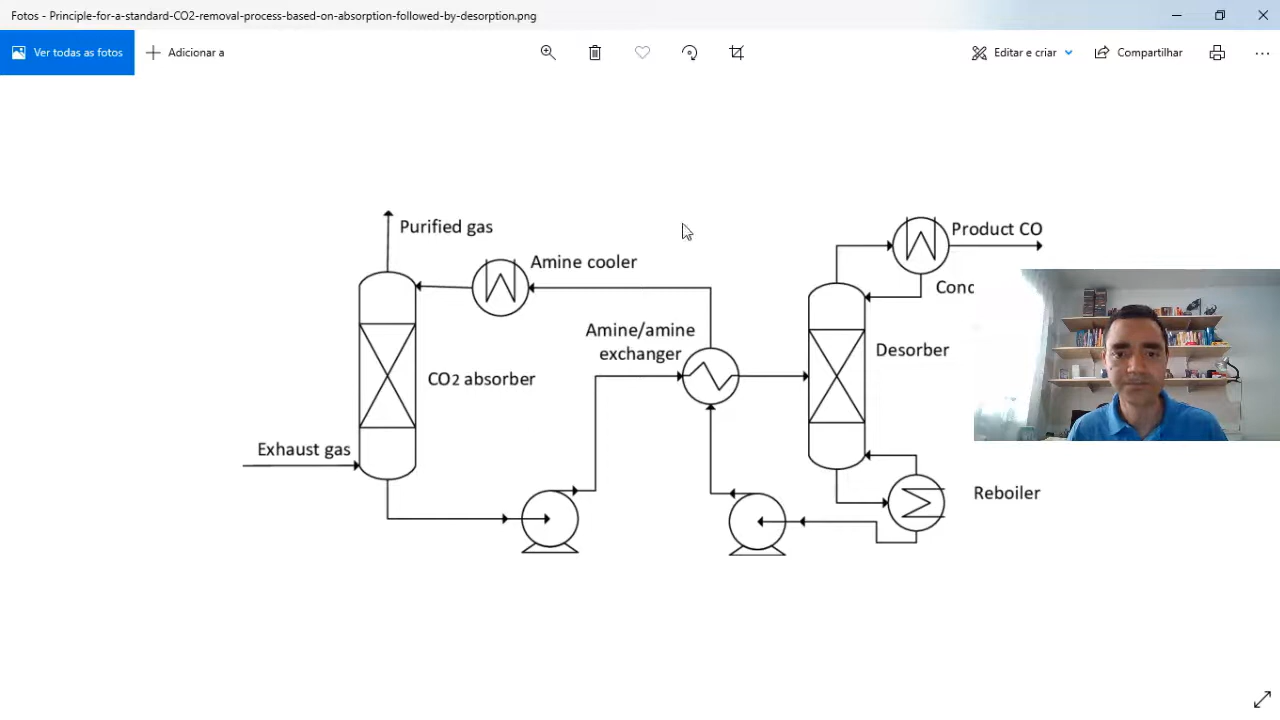 Fotos - Principle-for-a-standard-CO2-removal-process-based-on-absorption-followed-by-desorption.png
Ver todas as fotos
Adicionar a
Editar e criar
Compartilhar
Purified gas
Product CO
Amine cooler
Conc
Amine/amine
exchanger
Desorber
CO2 absorber
Exhaust gas
Reboiler